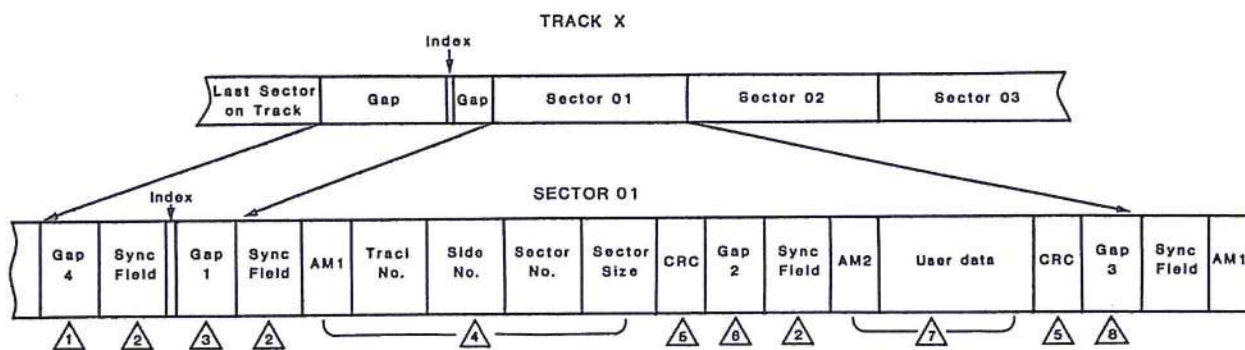 TRACK X
Index
Last Sector on Track
Gap
Gap
Sector 01
Sector 02
Sector 03
SECTOR 01
Index
Gap 4
Sync Field
Gap 1
Sync Field
AM1
Tracl No.
Side No.
Sector No.
Sector Size
CRC
Gap 2
Sync Field
AM2
User data
CRC
Gap 3
Sync Field
AM1
1
2
3
2
4
5
6
2
7
5
8